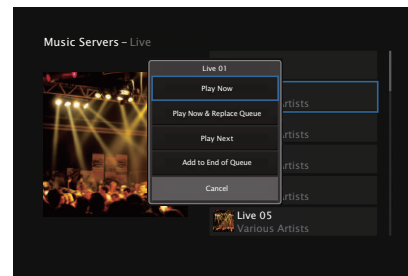 Music Servers – Live
Live 01
Play Now
Play Now & Replace Queue
Play Next
Add to End of Queue
Cancel
Artists
Artists
Artists
Artists
Live 05
Various Artists